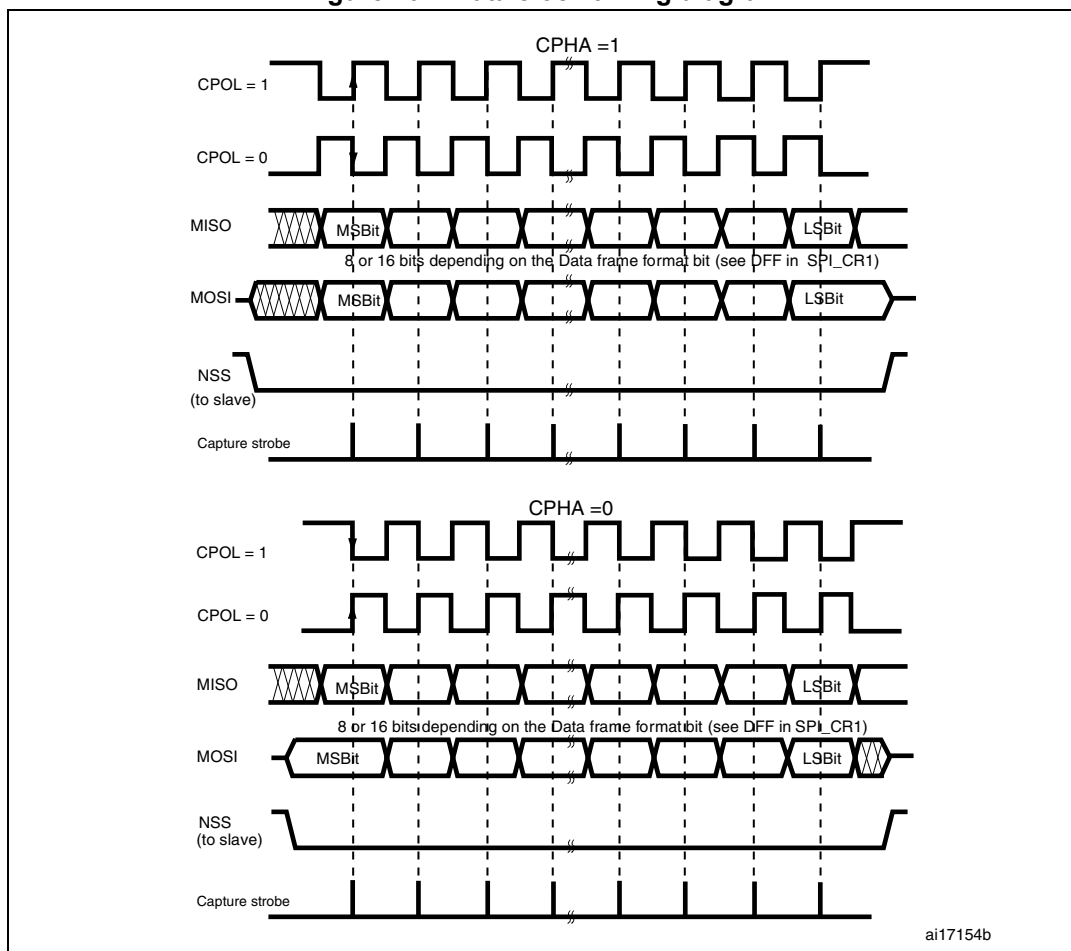 CPHA =1
CPOL = 1
CPOL = 0
MISO
MSBit
LSBit
8 or 16 bits depending on the Data frame format bit (see DFF in SPI_CR1)
MOSI
MSBit
LSBit
NSS
(to slave)
Capture strobe
CPHA =0
CPOL = 1
CPOL = 0
MISO
MSBit
LSBit
8 or 16 bits depending on the Data frame format bit (see DFF in SPI_CR1)
MOSI
MSBit
LSBit
NSS
(to slave)
Capture strobe
ai17154b